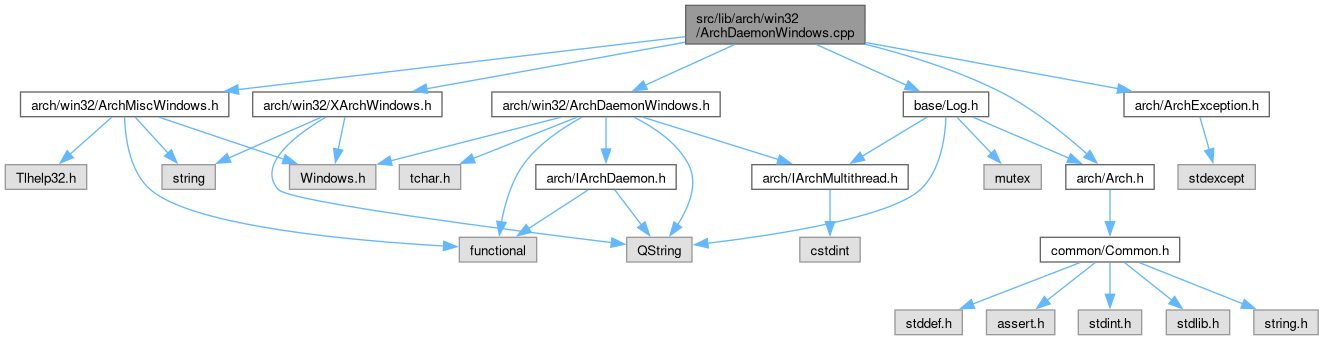 src/lib/arch/win32
/ArchDaemonWindows.cpp
arch/win32/ArchMiscWindows.h
arch/win32/XArchWindows.h
arch/win32/ArchDaemonWindows.h
base/Log.h
arch/ArchException.h
Tlhelp32.h
string
Windows.h
tchar.h
arch/IArchDaemon.h
arch/IArchMultithread.h
mutex
arch/Arch.h
stdexcept
functional
QString
cstdint
common/Common.h
stddef.h
assert.h
stdint.h
stdlib.h
string.h